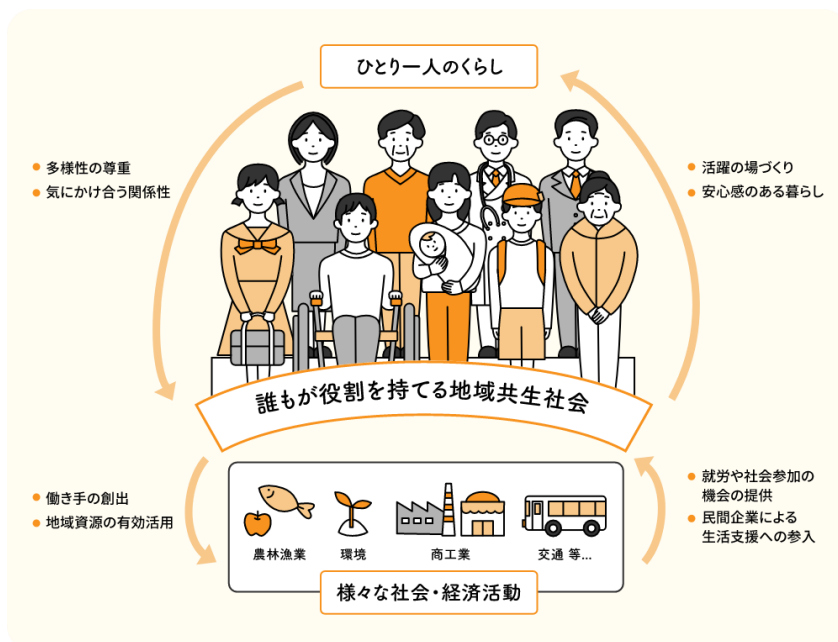 ひとり一人のくらし
多様性の尊重
気にかけ合う関係性
活躍の場づくり
安心感のある暮らし
誰もが役割を持てる地域共生社会
働き手の創出
地域資源の有効活用
就労や社会参加の
機会の提供
民間企業による
生活支援への参入
農林漁業
環境
商工業
交通 等...
様々な社会・経済活動